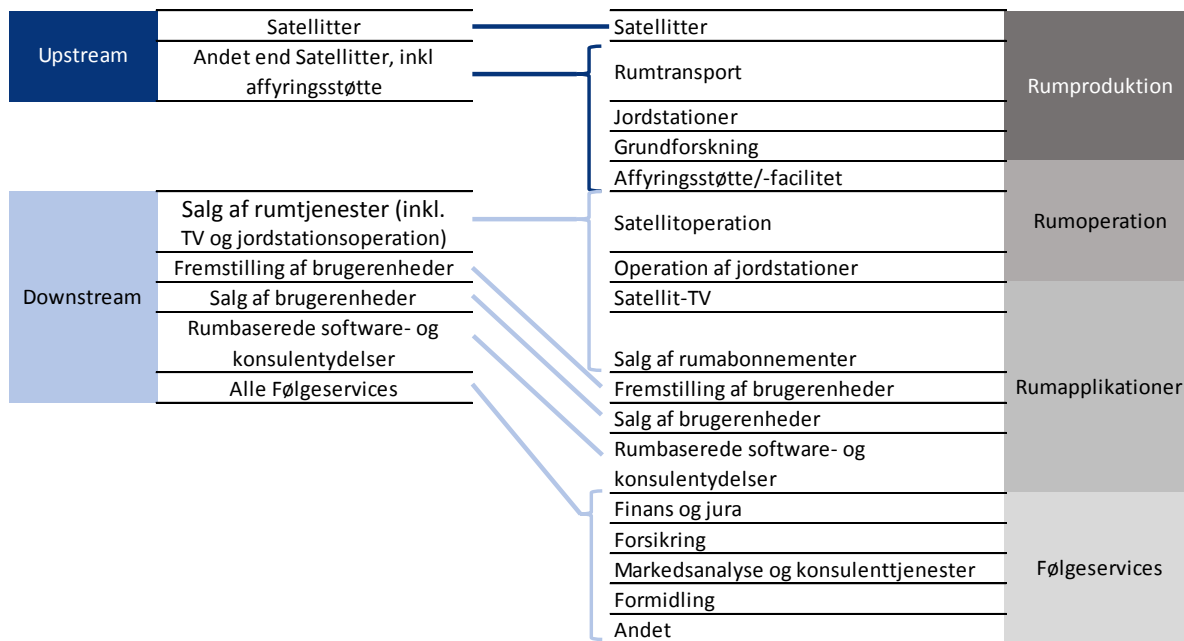 Upstream
Satellitter
Andet end Satellitter, inkl
affyringsstøtte
Downstream
Salg af rumtjenester (inkl.
TV og jordstationsoperation)
Fremstilling af brugerenheder
Salg af brugerenheder
Rumbaserede software- og
konsulentydelser
Alle Følgeservices
Satellitter
Rumtransport
Jordstationer
Grundforskning
Affyringsstøtte/-facilitet
Satellitoperation
Operation af jordstationer
Satellit-TV
Salg af rumabonnementer
Fremstilling af brugerenheder
Salg af brugerenheder
Rumbaserede software- og
konsulentydelser
Finans og jura
Forsikring
Markedsanalyse og konsulenttjenester
Formidling
Andet
Rumproduktion
Rumoperation
Rumapplikationer
Følgeservices